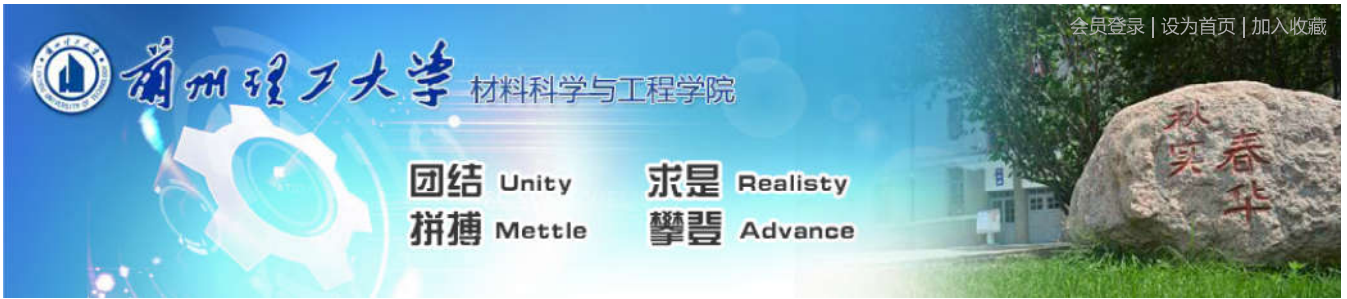 会员登录 | 设为首页 | 加入收藏
兰州理工大学 材料科学与工程学院
团结 Unity 求是 Realisty
拼搏 Mettle 攀登 Advance
春华
秋实